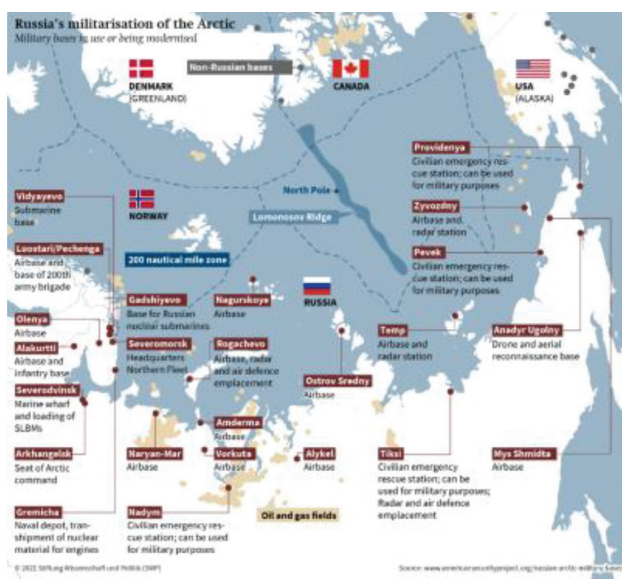 Russia's militarisation of the Arctic
Military bases in use or being modernised
Non-Russian bases
DENMARK
(GREENLAND)
CANADA
USA
(ALASKA)
Providenya
Civilian emergency res-
cue station; can be used
for military purposes
North Pole
Vidyayevo
Submarine
base
NORWAY
Zyvozdny
Airbase and
radar station
Lomonosov Ridge
Luostari/Pechenga
Airbase and
base of 200th
army brigade
200 nautical mile zone
Pevek
Civilian emergency res-
cue station; can be used
for military purposes
RUSSIA
Gadshiyevo
Base for Russian
nuclear submarines
Nagurskoye
Airbase
Olenya
Airbase
Alakurtti
Airbase and
infantry base
Severomorsk
Headquarters
Northern Fleet
Rogachevo
Airbase, radar
and air defence
emplacement
Temp
Airbase and
radar station
Anadyr Ugolny
Drone and aerial
reconnaissance base
Ostrov Sredny
Airbase
Severodvinsk
Marine wharf
and loading of
SLBMs
Amderma
Airbase
Arkhangelsk
Seat of Arctic
command
Naryan-Mar
Airbase
Vorkuta
Airbase
Alykel
Airbase
Tiksi
Civilian emergency
rescue station; can be
used for military purposes;
Radar and air defence
emplacement
Mys Shmidta
Airbase
Gremicha
Naval depot, tran-
shipment of nuclear
material for engines
Nadym
Civilian emergency res-
cue station; can be used
for military purposes
Oil and gas fields
© 2021 Stiftung Wissenschaft und Politik (SWP)
Source: www.americansecurityproject.org/russian-arctic-military-bases